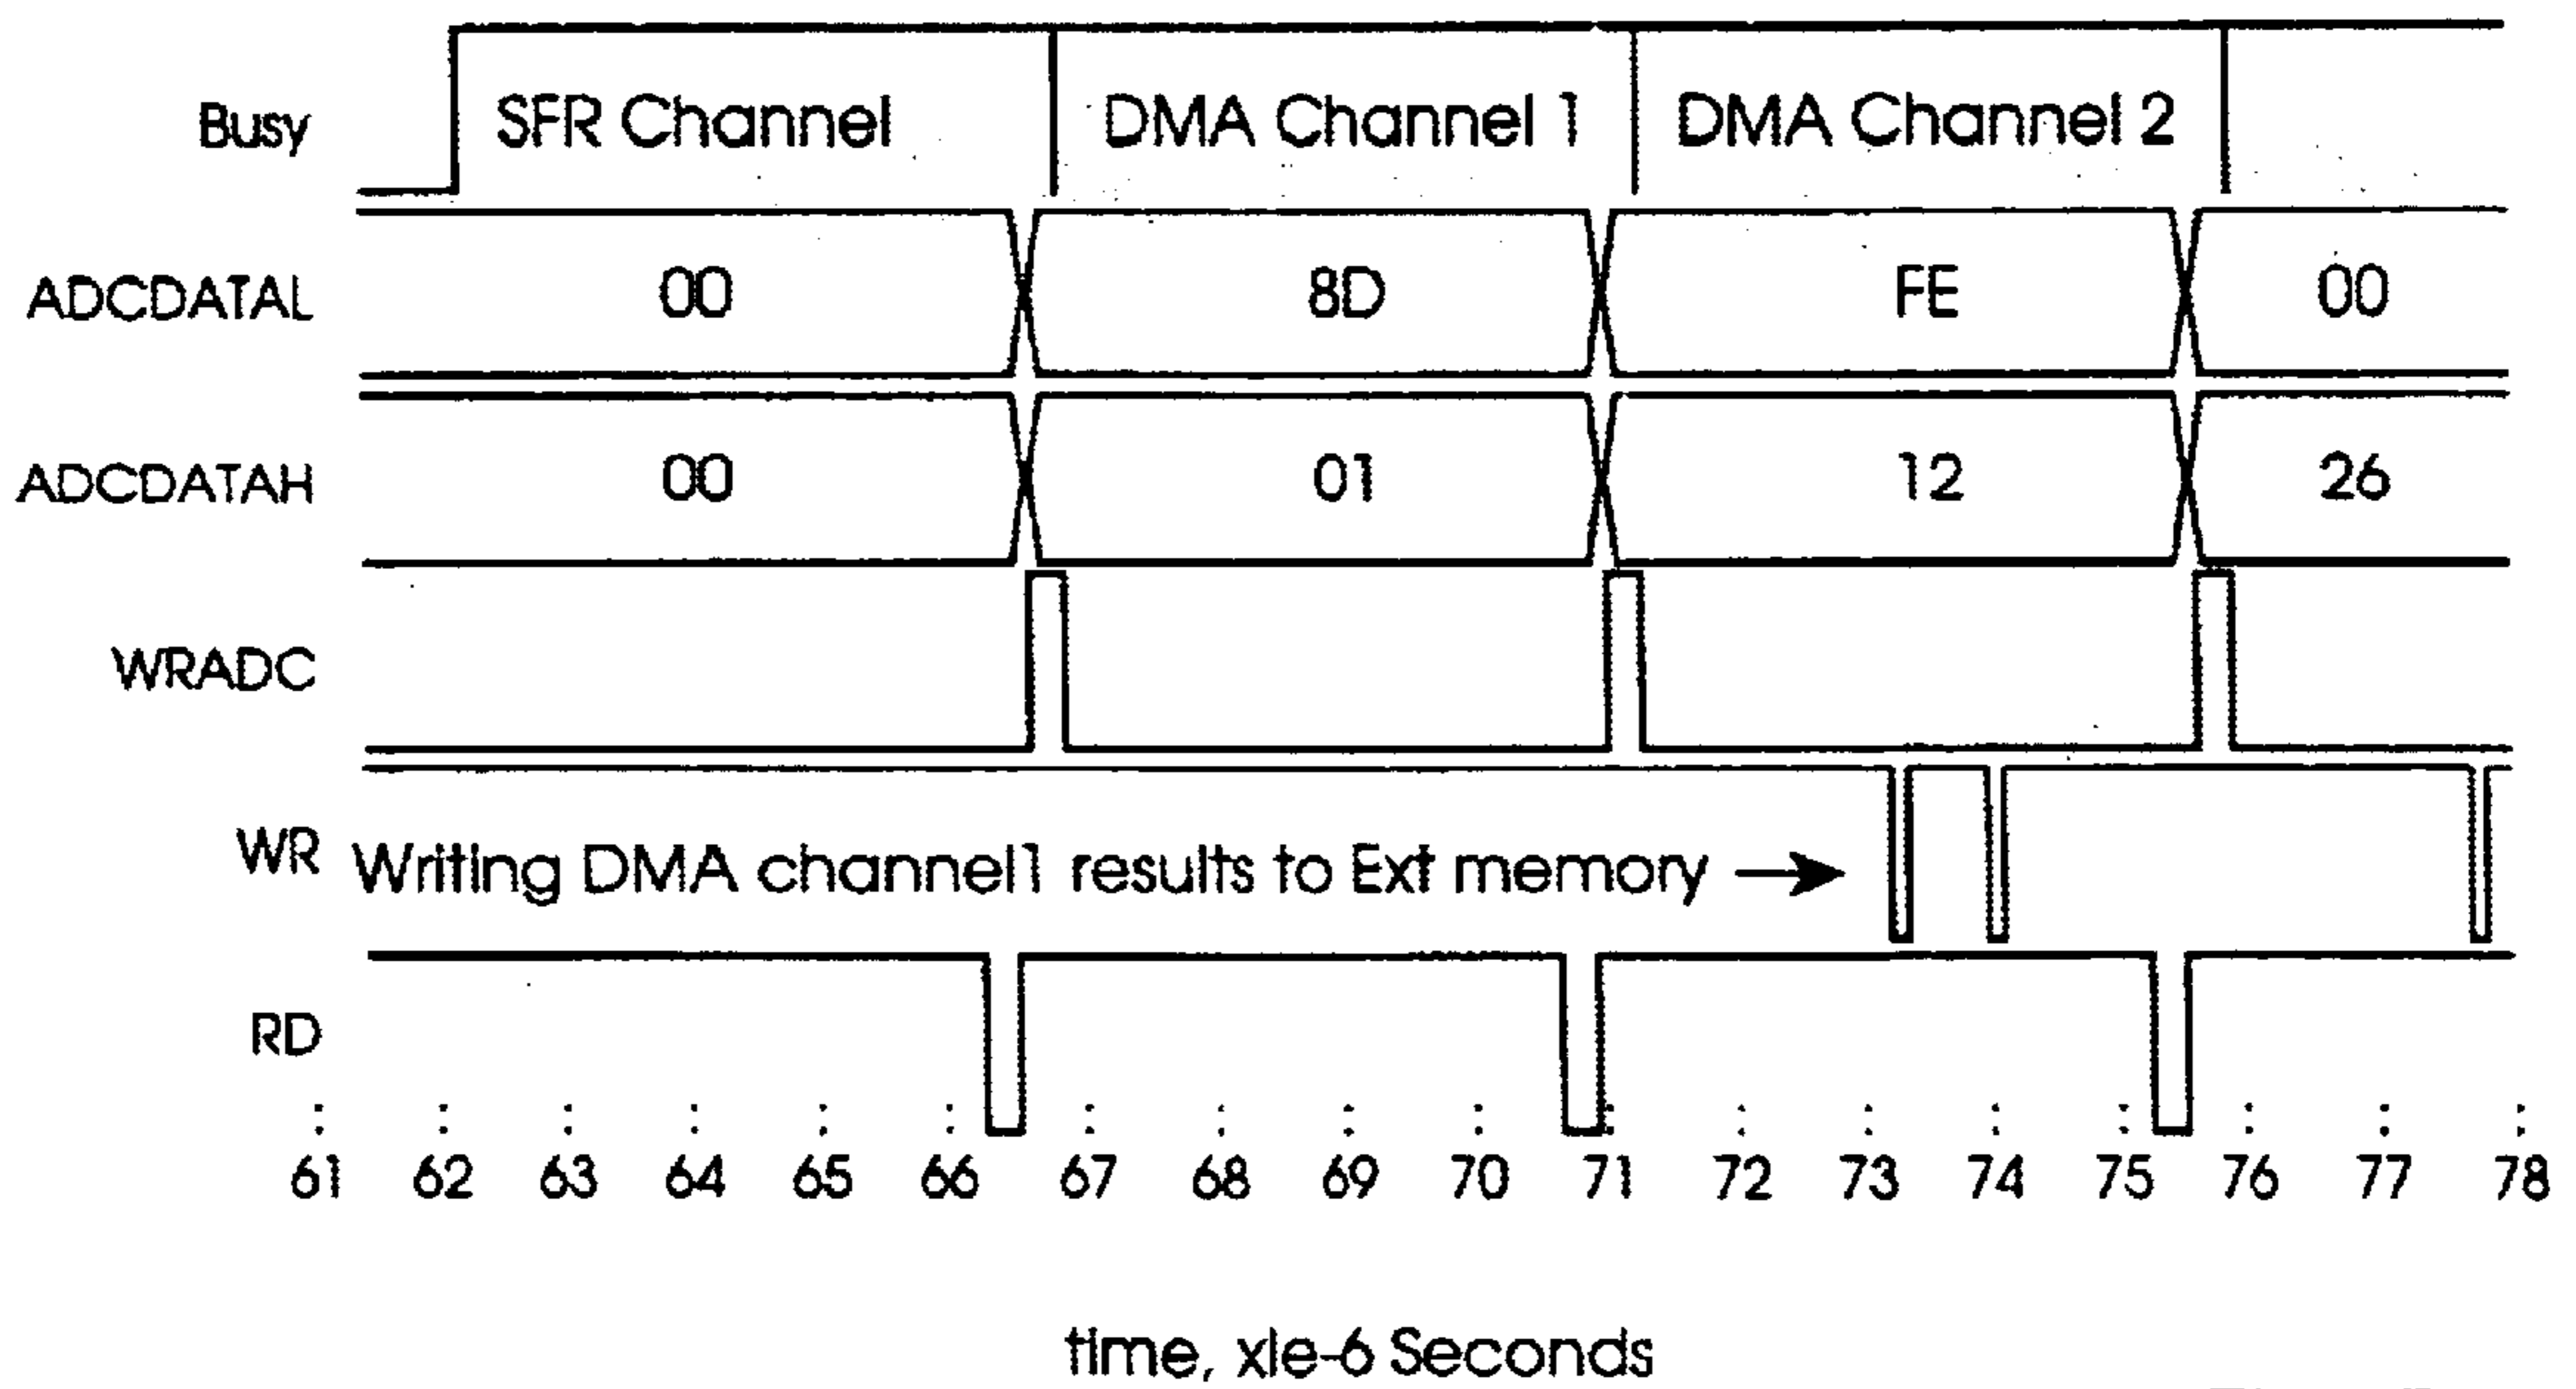 Busy SFR Channel DMA Channel 1 DMA Channel 2
ADCDATAL 00 8D FE 00
ADCDATAH 00 01 12 26
WRADC
WR Writing DMA channel1 results to Ext memory
RD
61 62 63 64 65 66 67 68 69 70 71 72 73 74 75 76 77 78
time, xle-6 Seconds